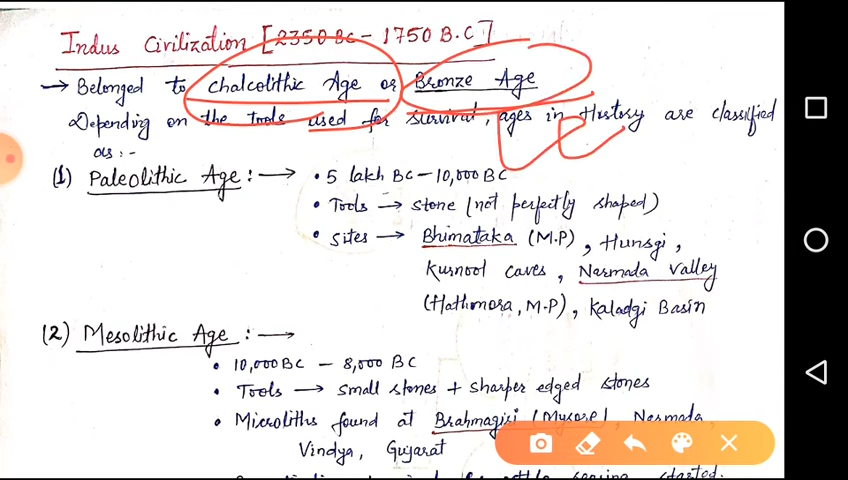 Indus Civilization [2350 BC - 1750 B.C]
→ Belonged to Chalcolithic Age or Bronze Age
Depending on the tools used for survival, ages in History are classified
as:-
(1) Paleolithic Age : → • 5 lakh BC - 10,000 BC
• Tools → stone (not perfectly shaped)
• Sites → Bhimataka (M.P), Hunsgi,
Kurnool caves, Narmada Valley
(Hathnora, M.P), Kaladgi Basin
(2) Mesolithic Age : →
• 10,000 BC - 8,000 BC
• Tools → small stones + sharper edged stones
• Microliths found at Brahmagiri (Mysore), Narmada,
Vindya, Gujarat
started.